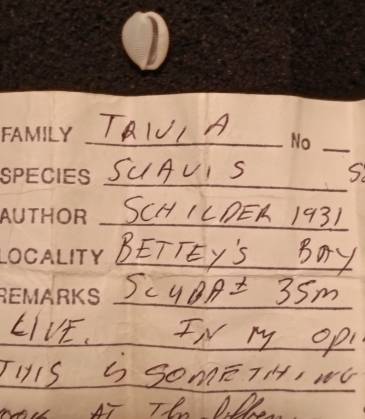 FAMILY TRIVIA No
SPECIES SUAVIS
AUTHOR SCHILDER 1931
LOCALITY BETTEY'S BAY
REMARKS SCUBA ± 35m
LIVE. IN my OPI
THIS is SOMETHING
AT The